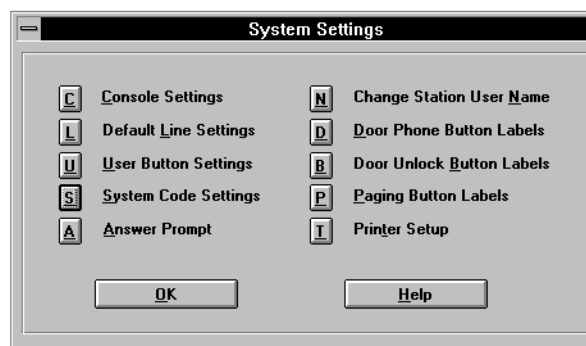 System Settings
C Console Settings
N Change Station User Name
L Default Line Settings
D Door Phone Button Labels
U User Button Settings
B Door Unlock Button Labels
S System Code Settings
P Paging Button Labels
A Answer Prompt
T Printer Setup
OK
Help